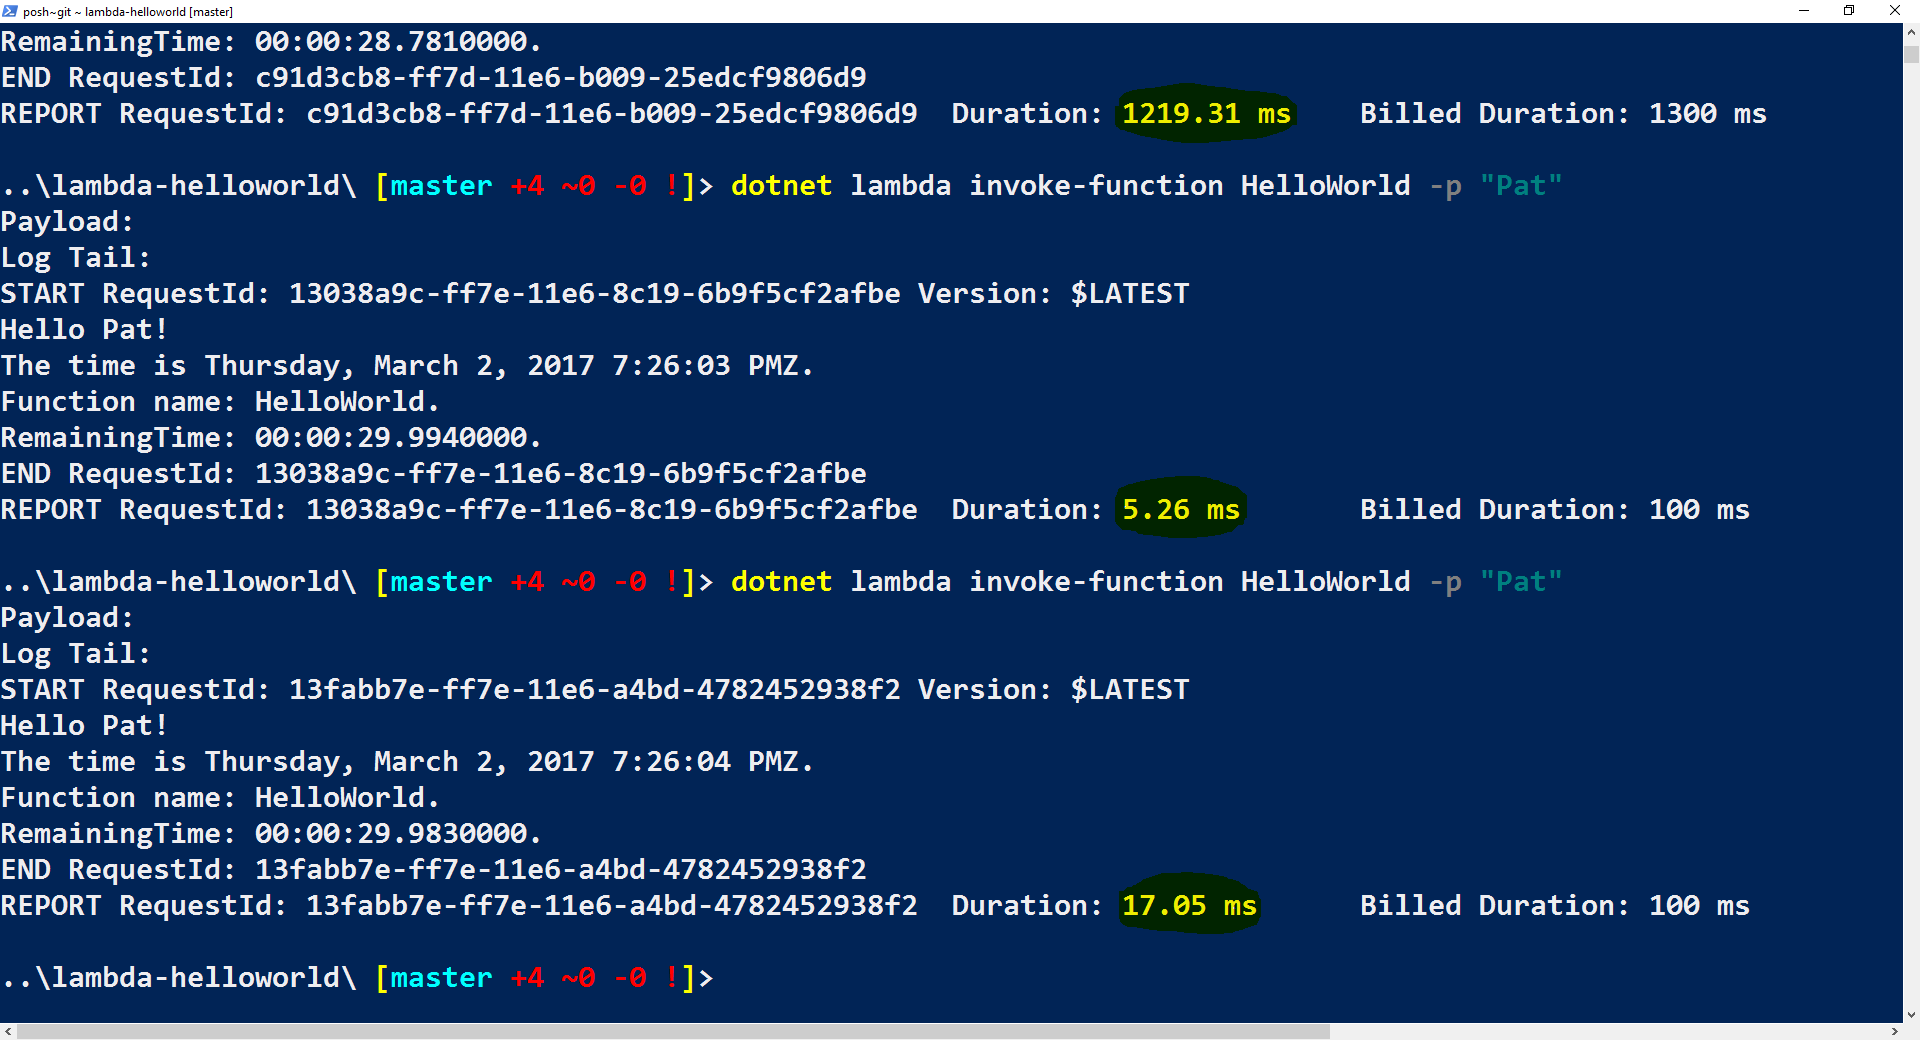 posh~git ~ lambda-helloworld [master]
RemainingTime: 00:00:28.7810000.
END RequestId: c91d3cb8-ff7d-11e6-b009-25edcf9806d9
REPORT RequestId: c91d3cb8-ff7d-11e6-b009-25edcf9806d9  Duration: 1219.31 ms    Billed Duration: 1300 ms
..\lambda-helloworld\ [master +4 ~0 -0 !]> dotnet lambda invoke-function HelloWorld -p "Pat"
Payload:
Log Tail:
START RequestId: 13038a9c-ff7e-11e6-8c19-6b9f5cf2afbe Version: $LATEST
Hello Pat!
The time is Thursday, March 2, 2017 7:26:03 PMZ.
Function name: HelloWorld.
RemainingTime: 00:00:29.9940000.
END RequestId: 13038a9c-ff7e-11e6-8c19-6b9f5cf2afbe
REPORT RequestId: 13038a9c-ff7e-11e6-8c19-6b9f5cf2afbe  Duration: 5.26 ms       Billed Duration: 100 ms
..\lambda-helloworld\ [master +4 ~0 -0 !]> dotnet lambda invoke-function HelloWorld -p "Pat"
Payload:
Log Tail:
START RequestId: 13fabb7e-ff7e-11e6-a4bd-4782452938f2 Version: $LATEST
Hello Pat!
The time is Thursday, March 2, 2017 7:26:04 PMZ.
Function name: HelloWorld.
RemainingTime: 00:00:29.9830000.
END RequestId: 13fabb7e-ff7e-11e6-a4bd-4782452938f2
REPORT RequestId: 13fabb7e-ff7e-11e6-a4bd-4782452938f2  Duration: 17.05 ms      Billed Duration: 100 ms
..\lambda-helloworld\ [master +4 ~0 -0 !]>